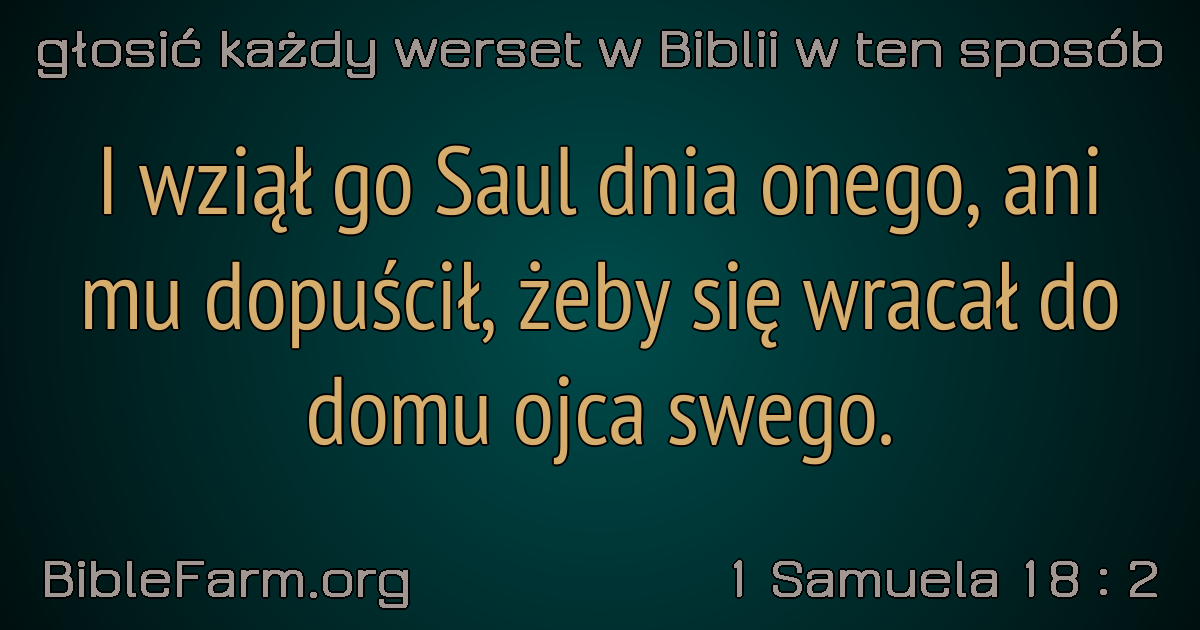 głosić każdy werset w Biblii w ten sposób
I wziął go Saul dnia onego, ani
mu dopuścił, żeby się wracał do
domu ojca swego.
BibleFarm.org
1 Samuela 18 : 2